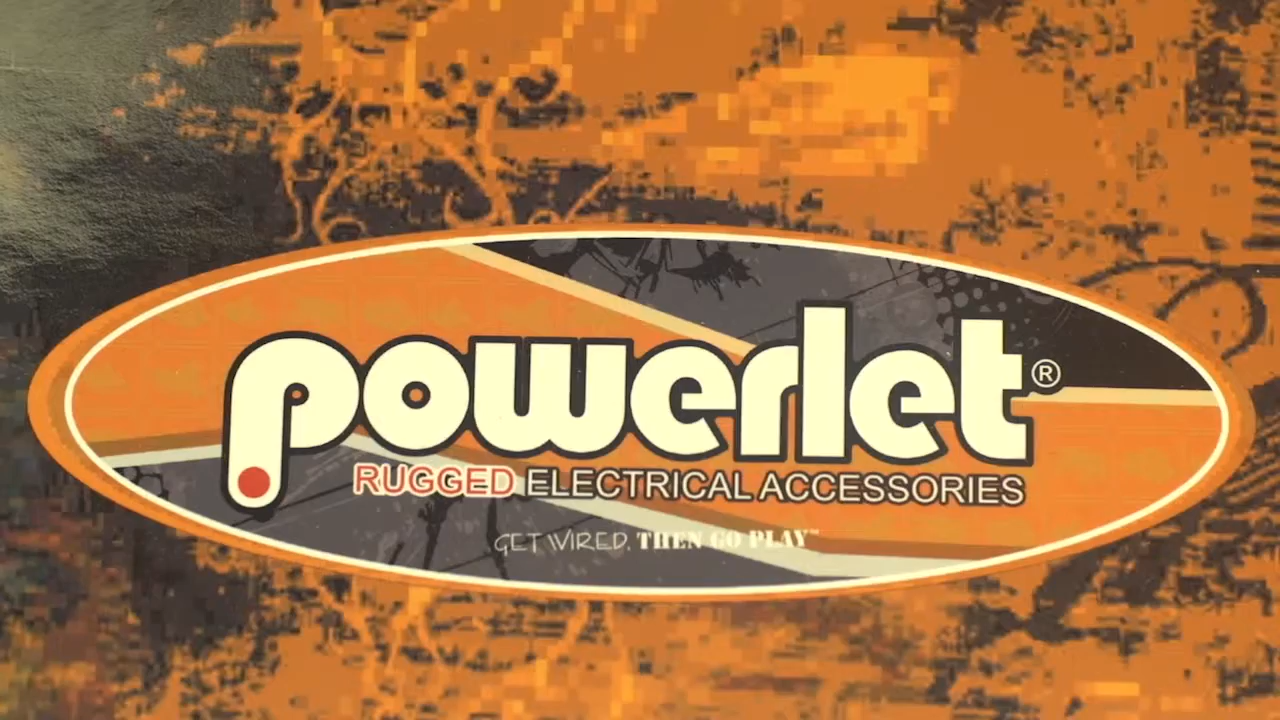 powerlet®
RUGGED ELECTRICAL ACCESSORIES
GET WIRED. THEN GO PLAY™